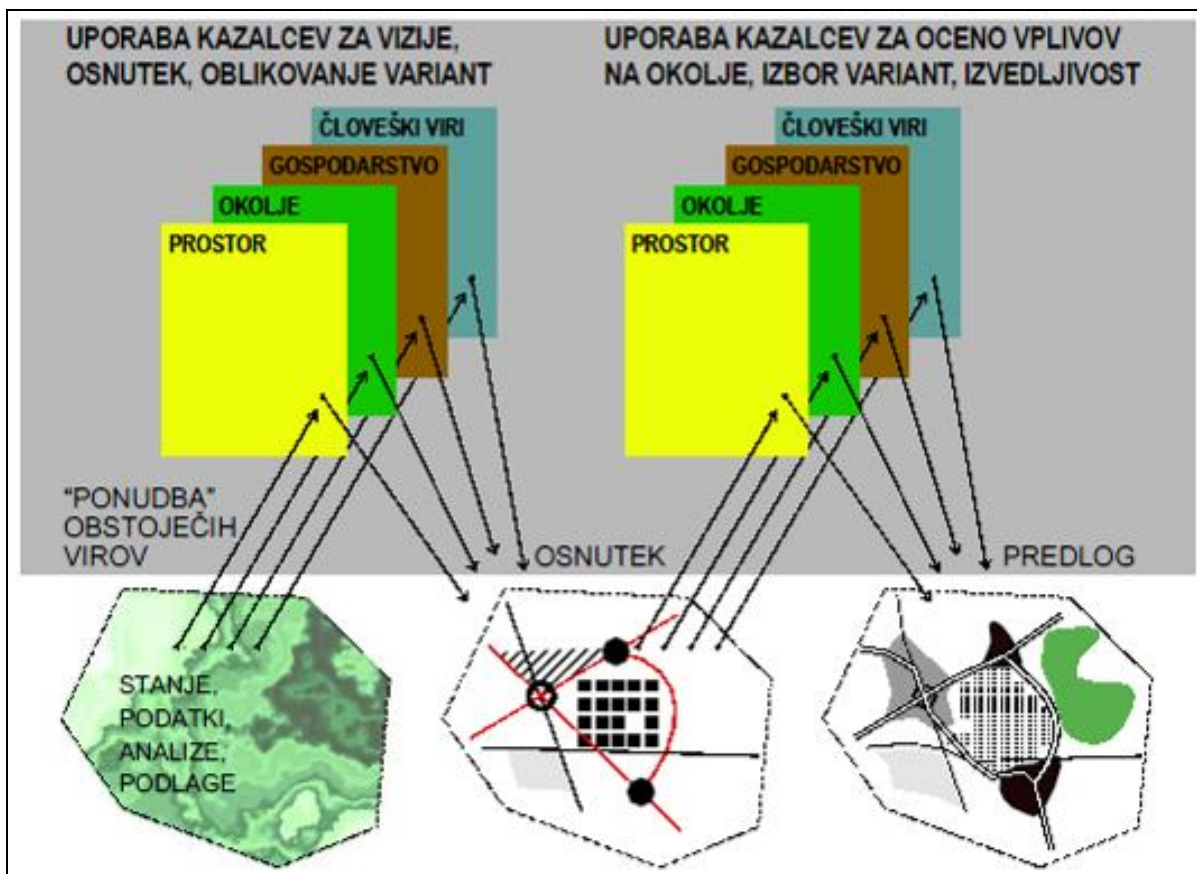 UPORABA KAZALCEV ZA VIZIJE,
OSNUTEK, OBLIKOVANJE VARIANT
ČLOVEŠKI VIRI
GOSPODARSTVO
OKOLJE
PROSTOR
UPORABA KAZALCEV ZA OCENO VPLIVOV
NA OKOLJE, IZBOR VARIANT, IZVEDLJIVOST
ČLOVEŠKI VIRI
GOSPODARSTVO
OKOLJE
PROSTOR
"PONUDBA"
OBSTOJEČIH
VIROV
OSNUTEK
PREDLOG
STANJE,
PODATKI,
ANALIZE,
PODLAGE